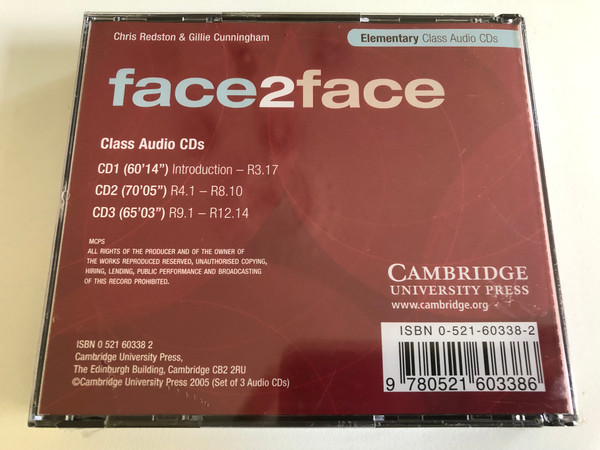 Chris Redston & Gillie Cunningham
Elementary Class Audio CDs
face2face
Class Audio CDs
CD1 (60’14”) Introduction – R3.17
CD2 (70’05”) R4.1 – R8.10
CD3 (65’03”) R9.1 – R12.14
MCPS
ALL RIGHTS OF THE PRODUCER AND OF THE OWNER OF
THE WORKS REPRODUCED RESERVED, UNAUTHORISED COPYING,
HIRING, LENDING, PUBLIC PERFORMANCE AND BROADCASTING
OF THIS RECORD PROHIBITED.
CAMBRIDGE
UNIVERSITY PRESS
www.cambridge.org
ISBN 0 521 60338 2
Cambridge University Press,
The Edinburgh Building, Cambridge CB2 2RU
©Cambridge University Press 2005 (Set of 3 Audio CDs)
ISBN 0-521-60338-2
9 780521 603386